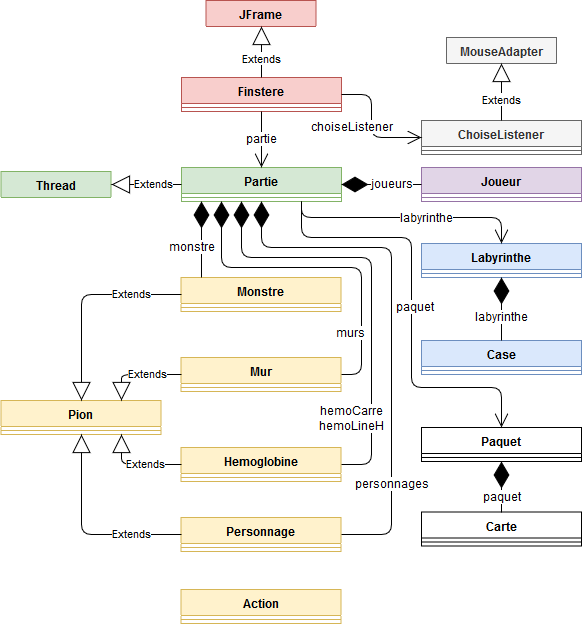 JFrame
Extends
MouseAdapter
Finstere
Extends
choiseListener
ChoiseListener
partie
Thread
Extends
Partie
joueurs
Joueur
labyrinthe
monstre
Labyrinthe
Extends
Monstre
paquet
labyrinthe
murs
Case
Extends
Mur
Pion
hemoCarre
hemoLineH
Paquet
Extends
Hemoglobine
personnages
paquet
Extends
Personnage
Carte
Action